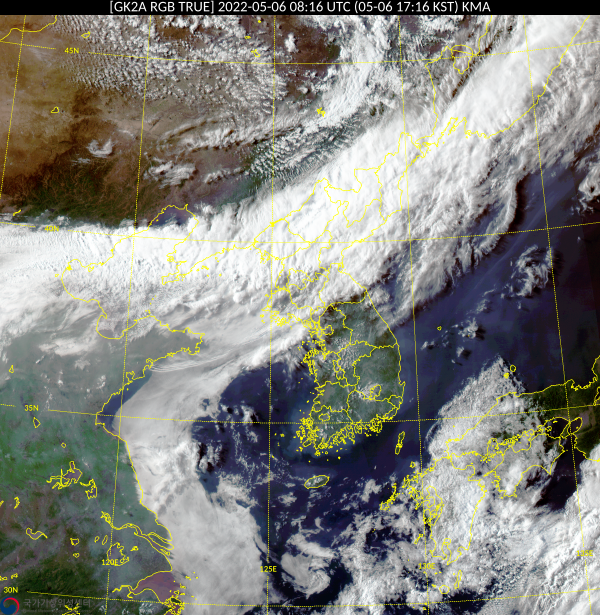 [GK2A RGB TRUE] 2022-05-06 08:16 UTC (05-06 17:16 KST) KMA
45N
35N
125E
120E
30N